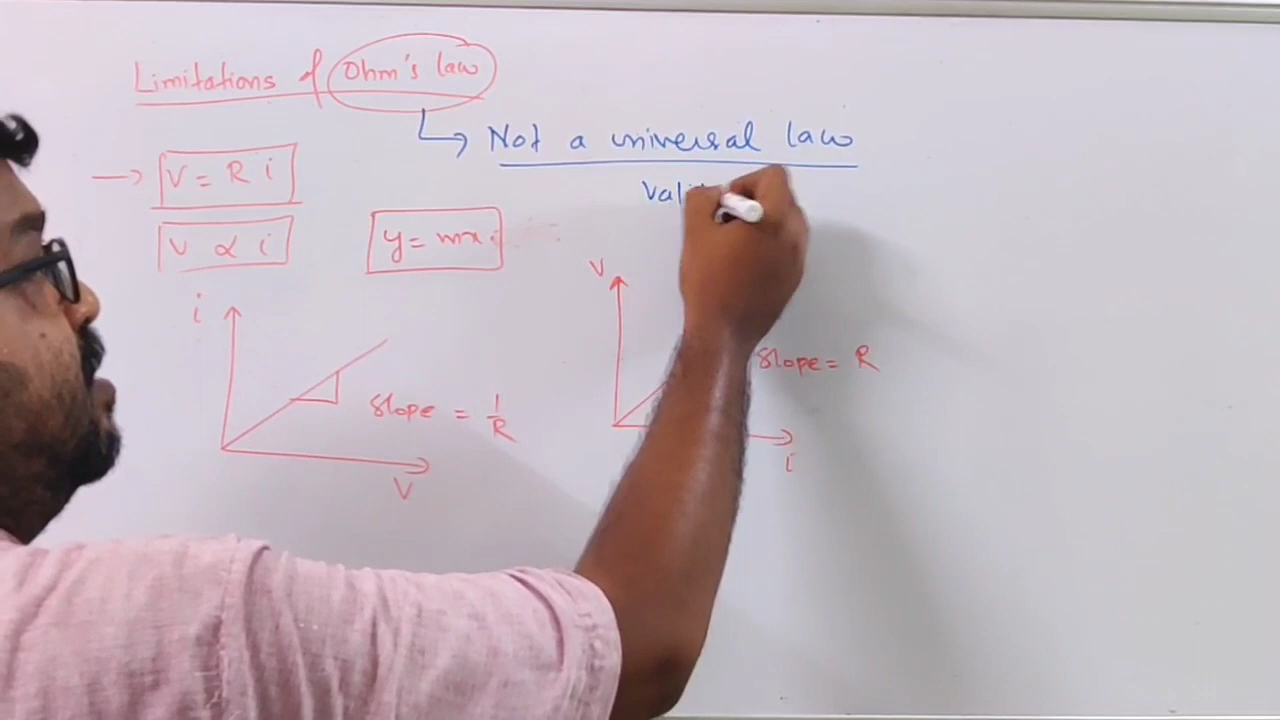 Limitations of Ohm's law
Not a universal law
V = R i
V ∝ i
y = mx
i
Slope = 1/R
V
V
Slope = R
i